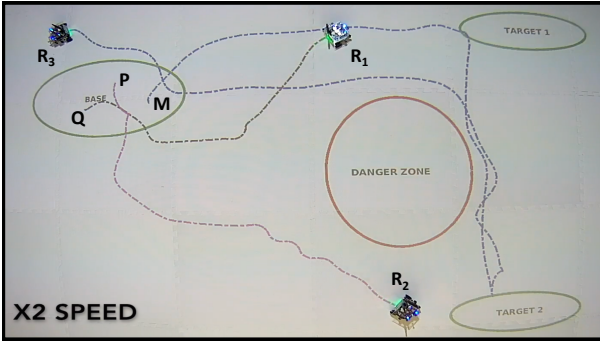 TARGET 1
R3
R1
P
BASE
M
Q
DANGER ZONE
R2
X2 SPEED
TARGET 2